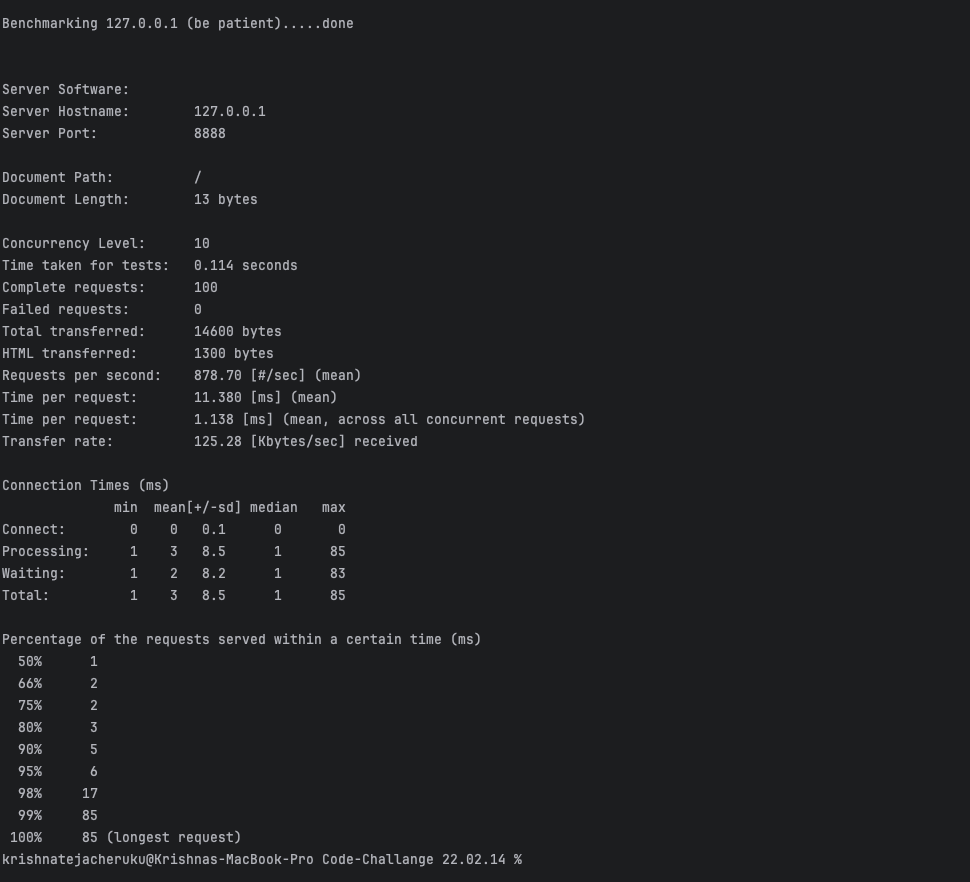 Benchmarking 127.0.0.1 (be patient).....done
Server Software:
Server Hostname:        127.0.0.1
Server Port:            8888
Document Path:          /
Document Length:        13 bytes
Concurrency Level:      10
Time taken for tests:   0.114 seconds
Complete requests:      100
Failed requests:        0
Total transferred:      14600 bytes
HTML transferred:       1300 bytes
Requests per second:    878.70 [#/sec] (mean)
Time per request:       11.380 [ms] (mean)
Time per request:       1.138 [ms] (mean, across all concurrent requests)
Transfer rate:          125.28 [Kbytes/sec] received
Connection Times (ms)
              min  mean[+/-sd] median   max
Connect:        0    0   0.1      0       0
Processing:     1    3   8.5      1      85
Waiting:        1    2   8.2      1      83
Total:          1    3   8.5      1      85
Percentage of the requests served within a certain time (ms)
  50%      1
  66%      2
  75%      2
  80%      3
  90%      5
  95%      6
  98%     17
  99%     85
 100%     85 (longest request)
krishnatejacheruku@Krishnas-MacBook-Pro Code-Challange 22.02.14 %